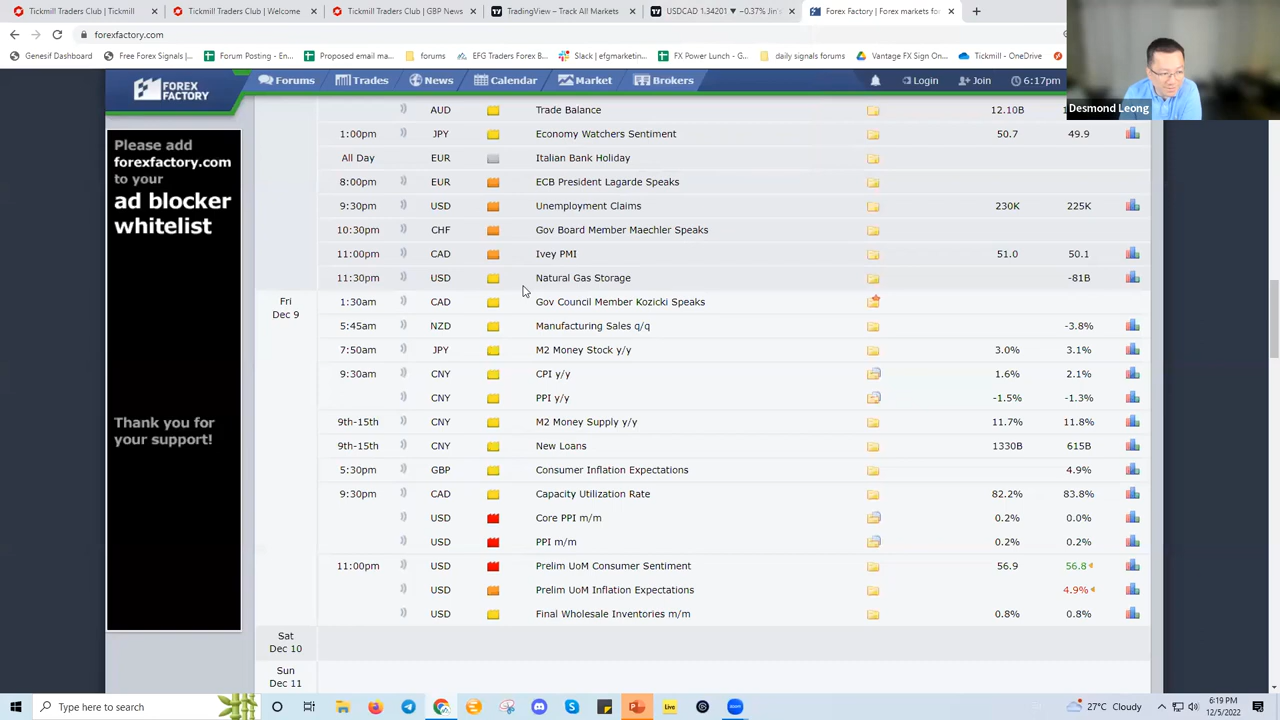 Tickmill Traders Club | Tickmill
Tickmill Traders Club | Welcome
Tickmill Traders Club | GBP News
TradingView – Track All Markets
USDCAD 1.34201 ▼ −0.37% Jin's
Forex Factory | Forex markets for
forexfactory.com
Genesif Dashboard
Free Forex Signals |
Forum Posting - En...
Proposed email ma...
forums
EFG Traders Forex B...
Slack | efgmarketing...
FX Power Lunch - G...
daily signals forums
Vantage FX Sign On...
Tickmill — OneDrive
Desmond Leong
FOREX FACTORY
Forums
Trades
News
Calendar
Market
Brokers
Login
Join
6:17pm
Please add
forexfactory.com
to your
ad blocker
whitelist
Thank you for
your support!
AUD Trade Balance 12.10B
1:00pm JPY Economy Watchers Sentiment 50.7 49.9
All Day EUR Italian Bank Holiday
8:00pm EUR ECB President Lagarde Speaks
9:30pm USD Unemployment Claims 230K 225K
10:30pm CHF Gov Board Member Maechler Speaks
11:00pm CAD Ivey PMI 51.0 50.1
11:30pm USD Natural Gas Storage -81B
Fri
Dec 9
1:30am CAD Gov Council Member Kozicki Speaks
5:45am NZD Manufacturing Sales q/q -3.8%
7:50am JPY M2 Money Stock y/y 3.0% 3.1%
9:30am CNY CPI y/y 1.6% 2.1%
CNY PPI y/y -1.5% -1.3%
9th-15th CNY M2 Money Supply y/y 11.7% 11.8%
9th-15th CNY New Loans 1330B 615B
5:30pm GBP Consumer Inflation Expectations 4.9%
9:30pm CAD Capacity Utilization Rate 82.2% 83.8%
USD Core PPI m/m 0.2% 0.0%
USD PPI m/m 0.2% 0.2%
11:00pm USD Prelim UoM Consumer Sentiment 56.9 56.8
USD Prelim UoM Inflation Expectations 4.9%
USD Final Wholesale Inventories m/m 0.8% 0.8%
Sat
Dec 10
Sun
Dec 11
Type here to search
Live
27°C Cloudy
6:19 PM
12/5/2022